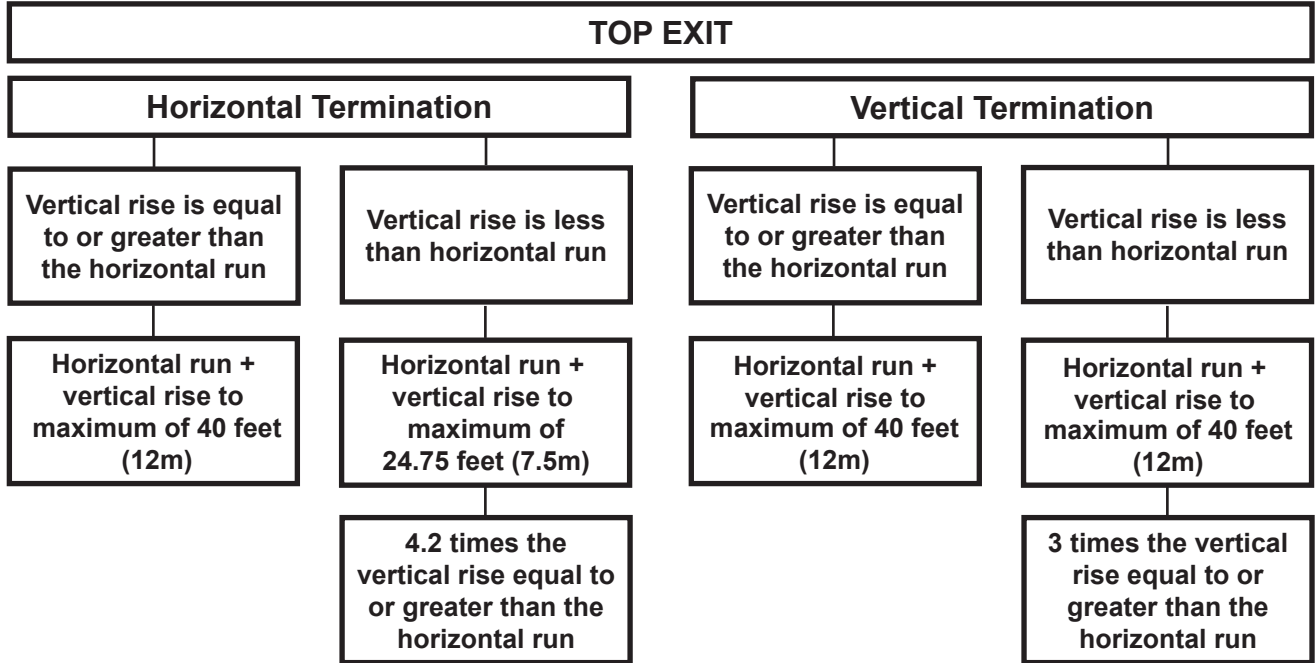 TOP EXIT
Horizontal Termination
Vertical Termination
Vertical rise is equal
to or greater than
the horizontal run
Vertical rise is less
than horizontal run
Vertical rise is equal
to or greater than
the horizontal run
Vertical rise is less
than horizontal run
Horizontal run +
vertical rise to
maximum of 40 feet
(12m)
Horizontal run +
vertical rise to
maximum of
24.75 feet (7.5m)
Horizontal run +
vertical rise to
maximum of 40 feet
(12m)
Horizontal run +
vertical rise to
maximum of 40 feet
(12m)
4.2 times the
vertical rise equal to
or greater than the
horizontal run
3 times the vertical
rise equal to or
greater than the
horizontal run